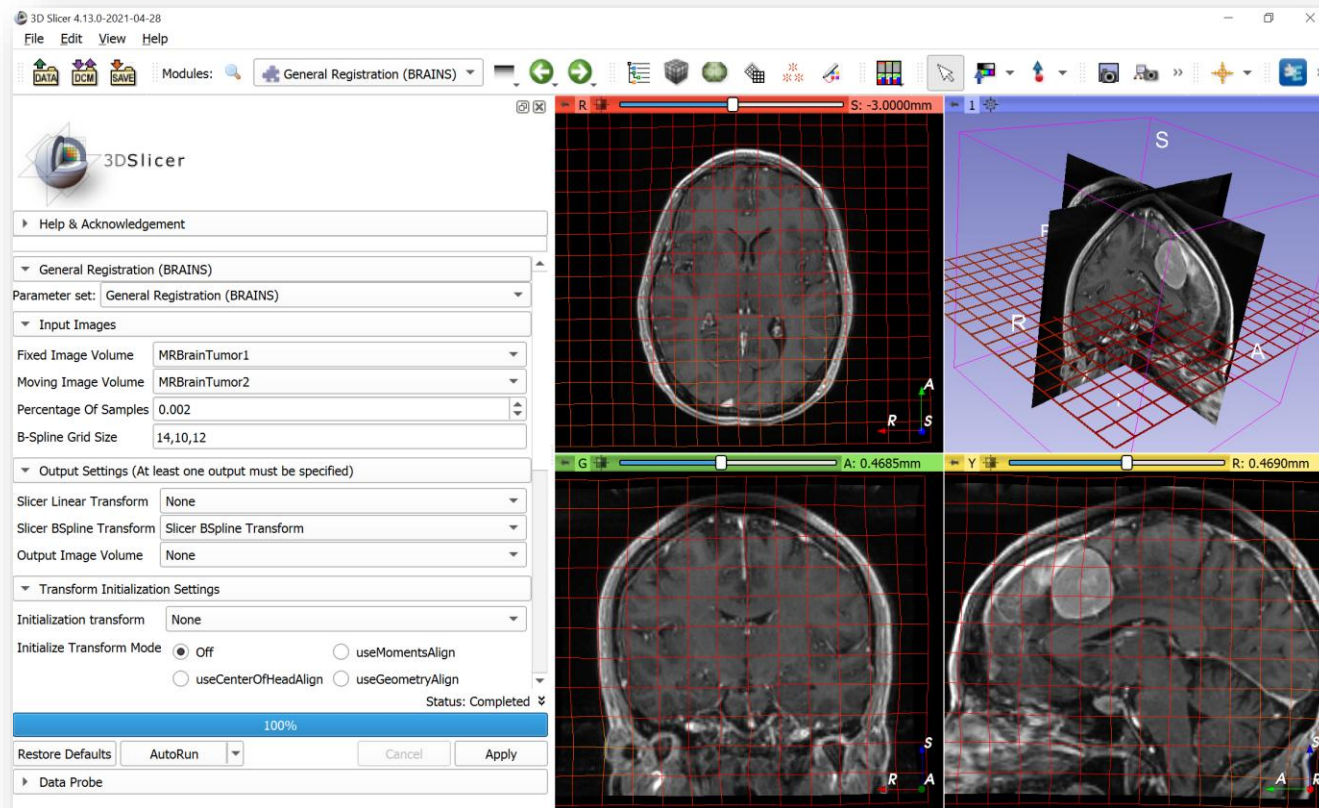 3D Slicer 4.13.0-2021-04-28
File Edit View Help
DATA DCM SAVE Modules: General Registration (BRAINS)
3DSlicer
Help & Acknowledgement
General Registration (BRAINS)
Parameter set: General Registration (BRAINS)
Input Images
Fixed Image Volume MRBrainTumor1
Moving Image Volume MRBrainTumor2
Percentage Of Samples 0.002
B-Spline Grid Size 14,10,12
Output Settings (At least one output must be specified)
Slicer Linear Transform None
Slicer BSpline Transform Slicer BSpline Transform
Output Image Volume None
Transform Initialization Settings
Initialization transform None
Initialize Transform Mode Off useMomentsAlign
useCenterOfHeadAlign useGeometryAlign
Status: Completed
100%
Restore Defaults AutoRun Cancel Apply
Data Probe
R S: -3.0000mm
A
R S
1
S
R
A
G A: 0.4685mm
S
R A
Y R: 0.4690mm
S
A R